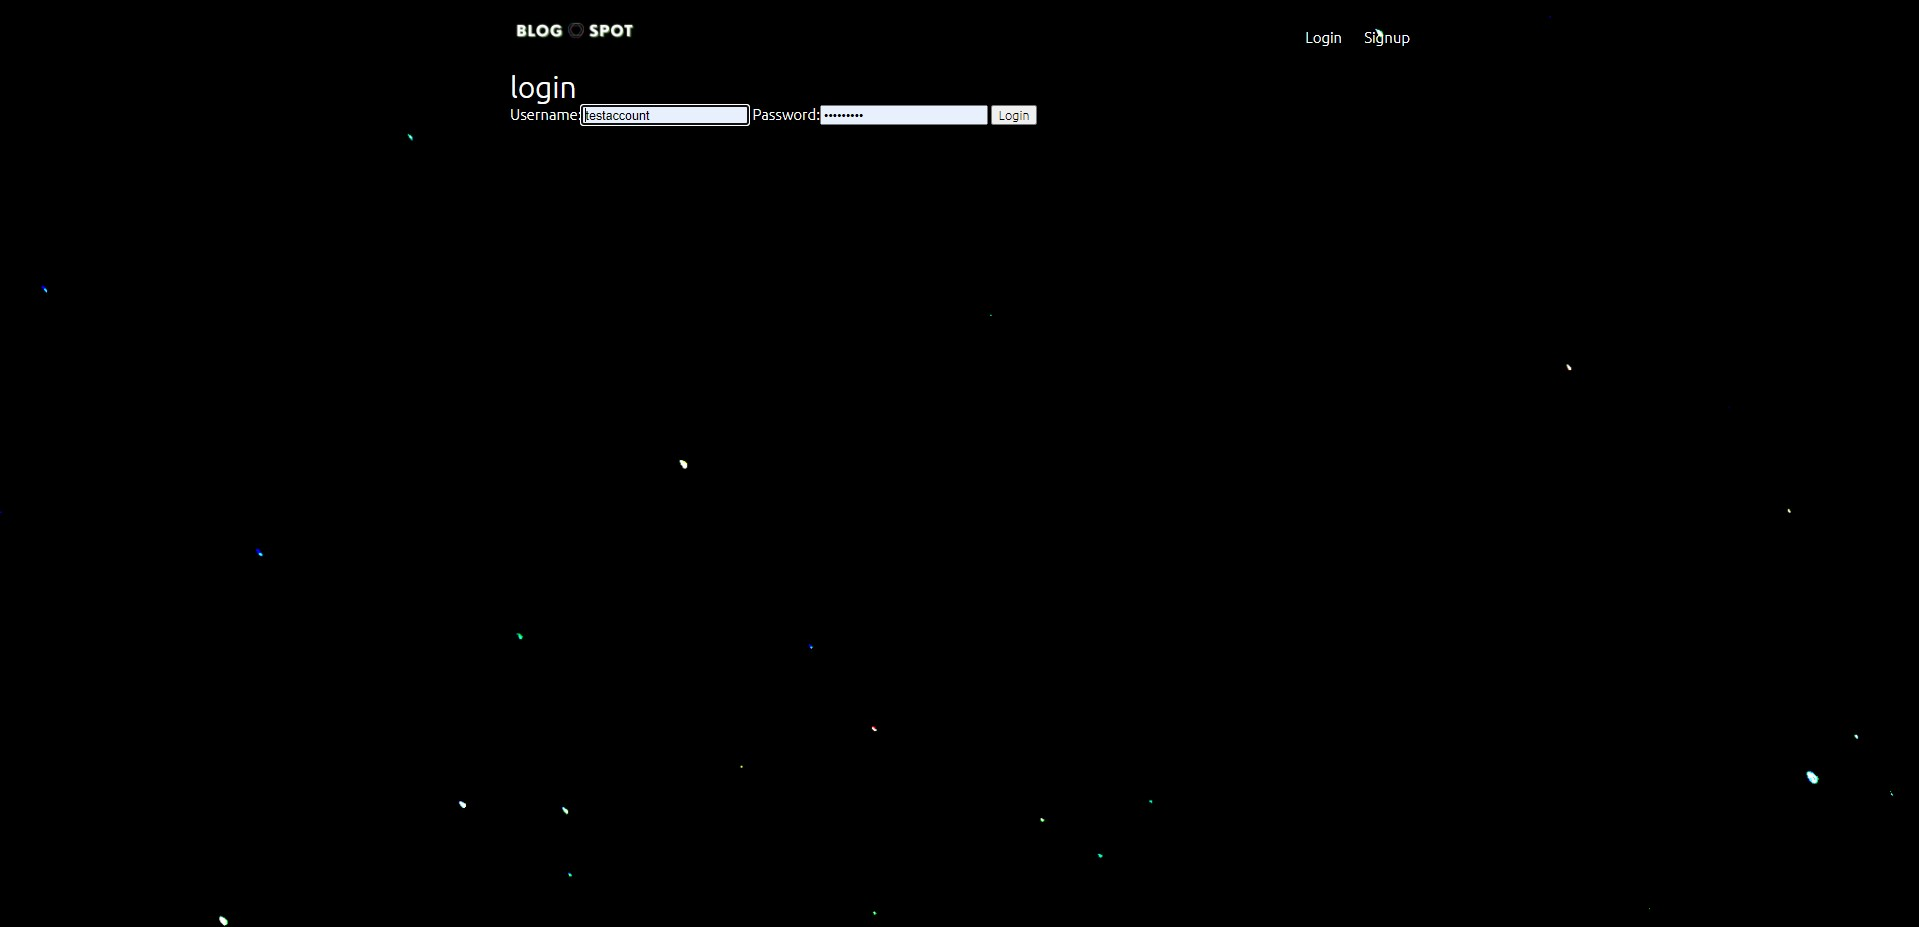 BLOG SPOT
Login Signup
login
Username: testaccount Password: ••••••••• Login